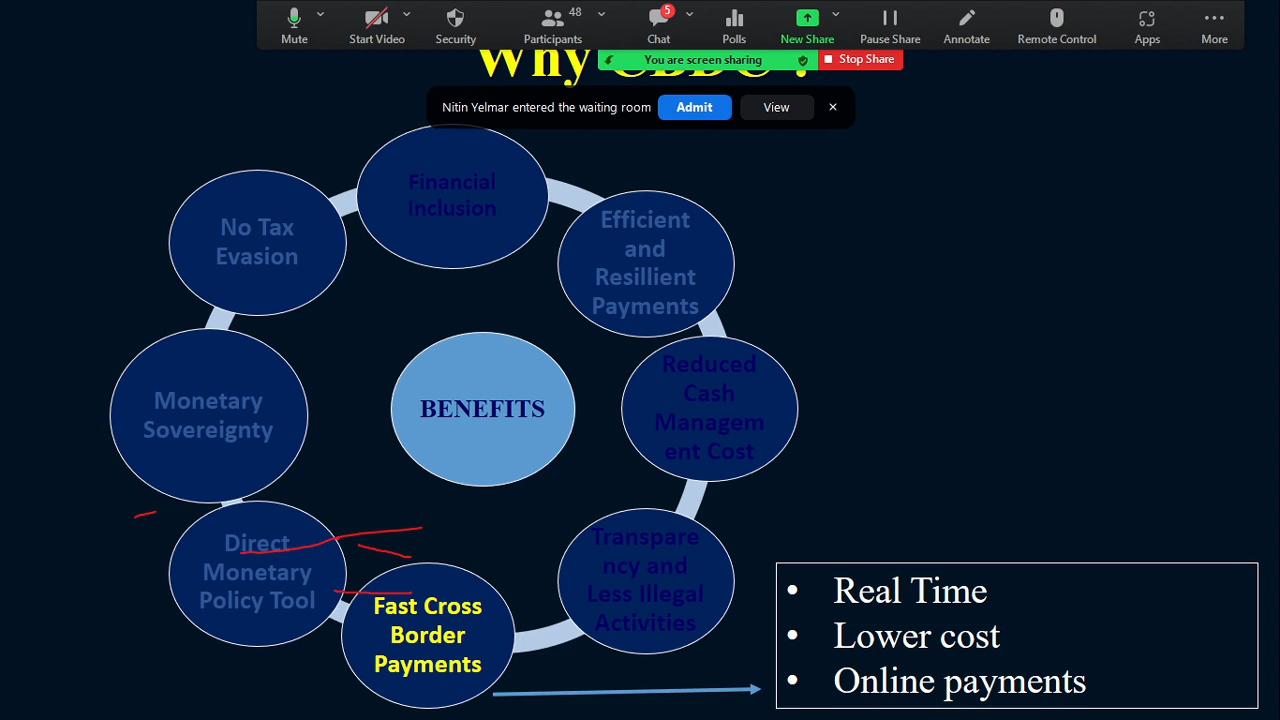 48
5
Mute
Start Video
Security
Participants
Chat
Polls
New Share
Pause Share
Annotate
Remote Control
Apps
More
Why CBDC ?
You are screen sharing
Stop Share
Nitin Yelmar entered the waiting room
Admit
View
Financial
Inclusion
No Tax
Evasion
Efficient
and
Resillient
Payments
Monetary
Sovereignty
BENEFITS
Reduced
Cash
Managem
ent Cost
Direct
Monetary
Policy Tool
Transpare
ncy and
Less Illegal
Activities
Fast Cross
Border
Payments
• Real Time
• Lower cost
• Online payments